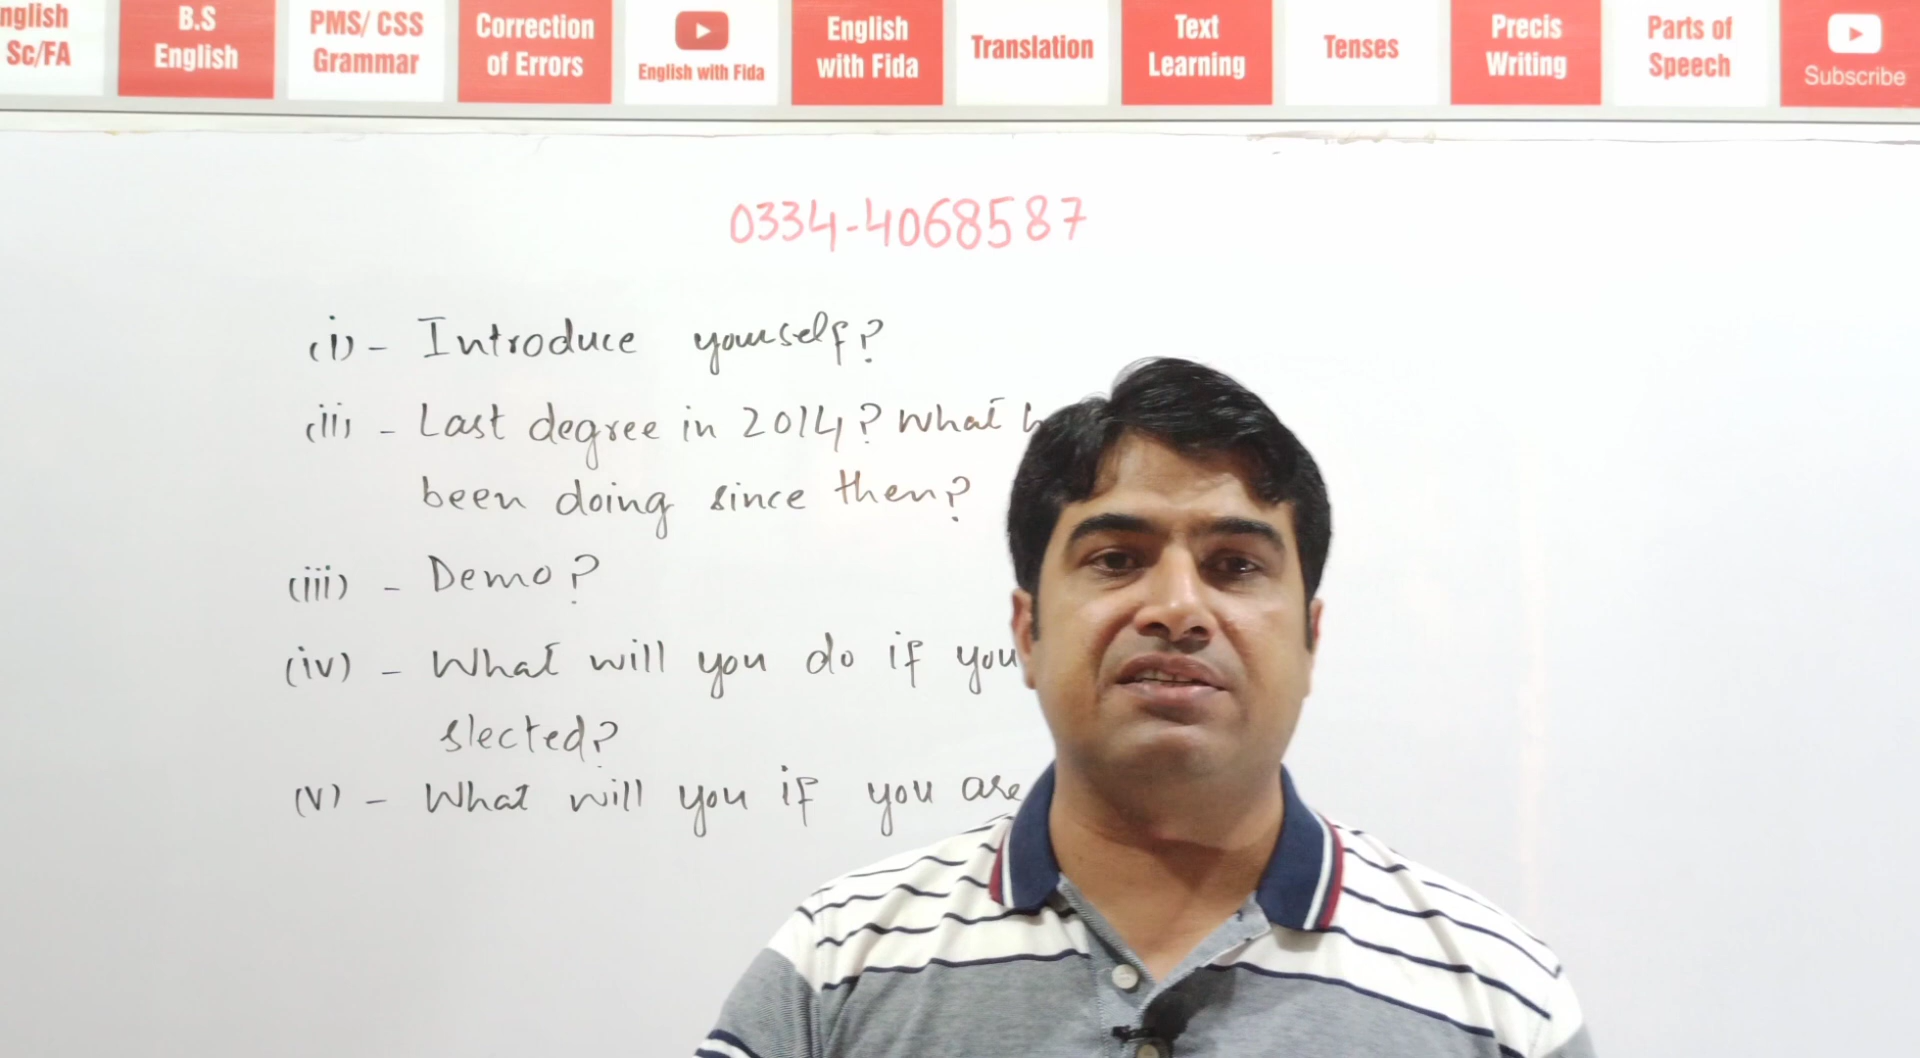 nglish
Sc/FA
B.S
English
PMS/ CSS
Grammar
Correction
of Errors
English with Fida
English
with Fida
Translation
Text
Learning
Tenses
Precis
Writing
Parts of
Speech
Subscribe
0334-4068587
(i) - Introduce yourself?
(ii) - Last degree in 2014? What h
been doing since then?
(iii) - Demo?
(iv) - What will you do if you
slected?
(v) - What will you if you are